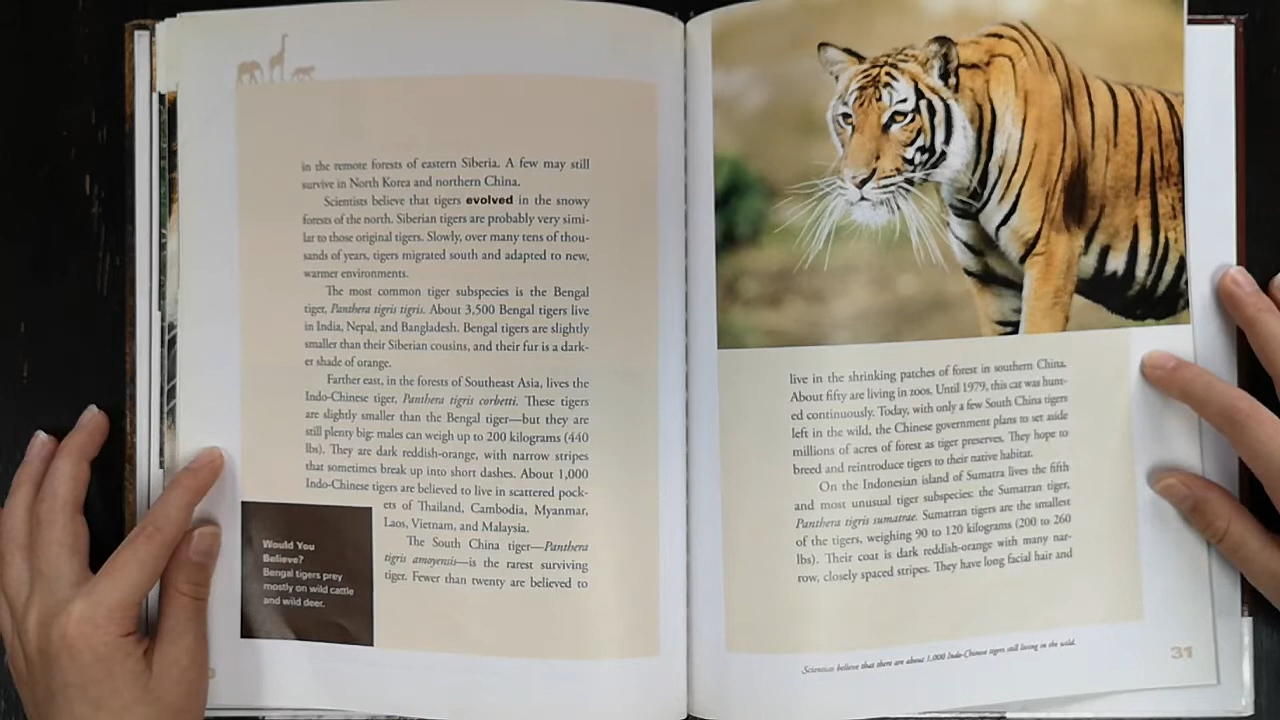 in the remote forests of eastern Siberia. A few may still
survive in North Korea and northern China.
Scientists believe that tigers evolved in the snowy
forests of the north. Siberian tigers are probably very simi-
lar to those original tigers. Slowly, over many tens of thou-
sands of years, tigers migrated south and adapted to new,
warmer environments.
The most common tiger subspecies is the Bengal
tiger, Panthera tigris tigris. About 3,500 Bengal tigers live
in India, Nepal, and Bangladesh. Bengal tigers are slightly
smaller than their Siberian cousins, and their fur is a dark-
er shade of orange.
Farther east, in the forests of Southeast Asia, lives the
Indo-Chinese tiger, Panthera tigris corbetti. These tigers
are slightly smaller than the Bengal tiger—but they are
still plenty big: males can weigh up to 200 kilograms (440
lbs). They are dark reddish-orange, with narrow stripes
that sometimes break up into short dashes. About 1,000
Indo-Chinese tigers are believed to live in scattered pock-
ets of Thailand, Cambodia, Myanmar,
Laos, Vietnam, and Malaysia.
The South China tiger—Panthera
tigris amoyensis—is the rarest surviving
tiger. Fewer than twenty are believed to
Would You
Believe?
Bengal tigers prey
mostly on wild cattle
and wild deer.
live in the shrinking patches of forest in southern China.
About fifty are living in zoos. Until 1979, this cat was hunt-
ed continuously. Today, with only a few South China tigers
left in the wild, the Chinese government plans to set aside
millions of acres of forest as tiger preserves. They hope to
breed and reintroduce tigers to their native habitat.
On the Indonesian island of Sumatra lives the fifth
and most unusual tiger subspecies: the Sumatran tiger,
Panthera tigris sumatrae. Sumatran tigers are the smallest
of the tigers, weighing 90 to 120 kilograms (200 to 260
lbs). Their coat is dark reddish-orange with many nar-
row, closely spaced stripes. They have long facial hair and
Scientists believe that there are about 1,000 Indo-Chinese tigers still living in the wild.
31